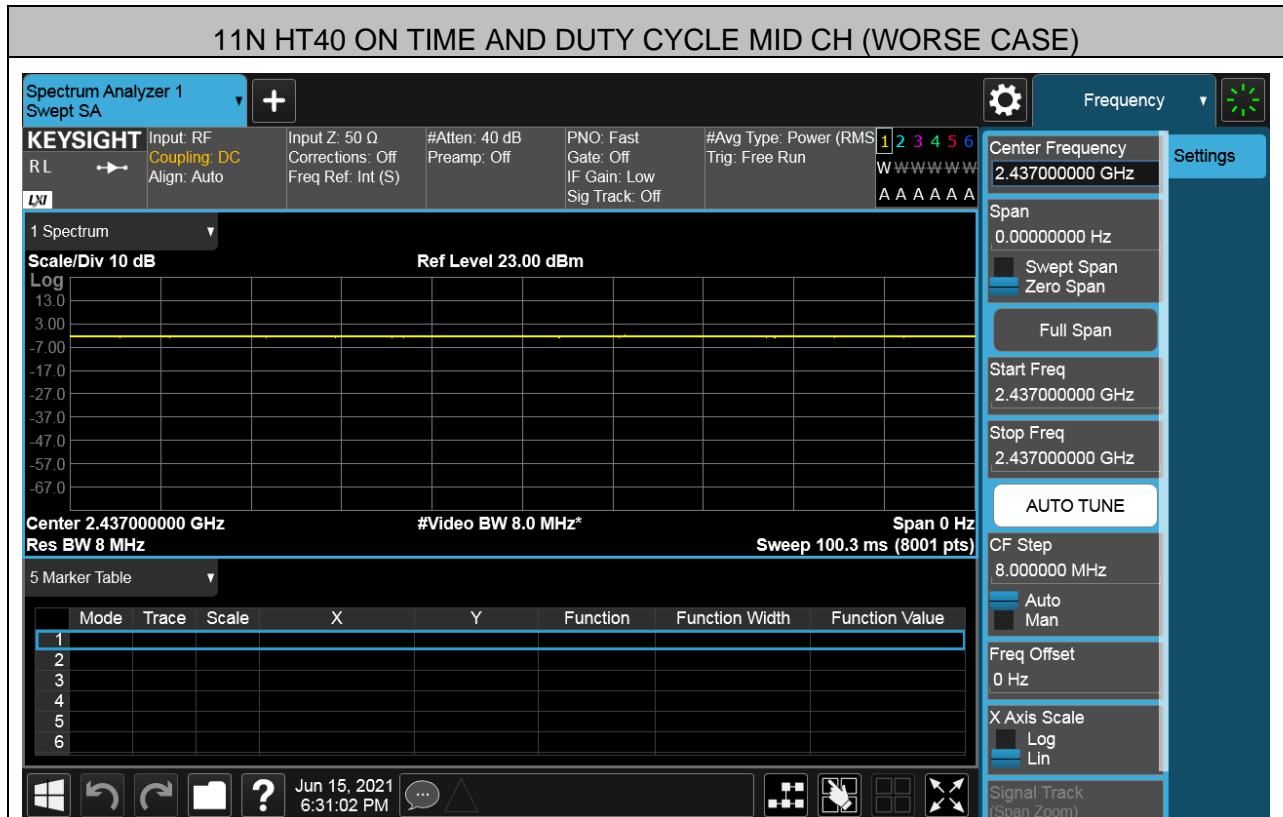 11N HT40 ON TIME AND DUTY CYCLE MID CH (WORSE CASE)
Spectrum Analyzer 1
Swept SA
Frequency
KEYSIGHT
RL
LXI
Input: RF
Coupling: DC
Align: Auto
Input Z: 50 Ω
Corrections: Off
Freq Ref: Int (S)
#Atten: 40 dB
Preamp: Off
PNO: Fast
Gate: Off
IF Gain: Low
Sig Track: Off
#Avg Type: Power (RMS
Trig: Free Run
1 2 3 4 5 6
W W W W W W
A A A A A A
1 Spectrum
Scale/Div 10 dB
Ref Level 23.00 dBm
Log
13.0
3.00
-7.00
-17.0
-27.0
-37.0
-47.0
-57.0
-67.0
Center 2.437000000 GHz
#Video BW 8.0 MHz*
Span 0 Hz
Res BW 8 MHz
Sweep 100.3 ms (8001 pts)
5 Marker Table
Mode Trace Scale X Y Function Function Width Function Value
1
2
3
4
5
6
Jun 15, 2021
6:31:02 PM
Center Frequency
2.437000000 GHz
Settings
Span
0.00000000 Hz
Swept Span
Zero Span
Full Span
Start Freq
2.437000000 GHz
Stop Freq
2.437000000 GHz
AUTO TUNE
CF Step
8.000000 MHz
Auto
Man
Freq Offset
0 Hz
X Axis Scale
Log
Lin
Signal Track
(Span Zoom)